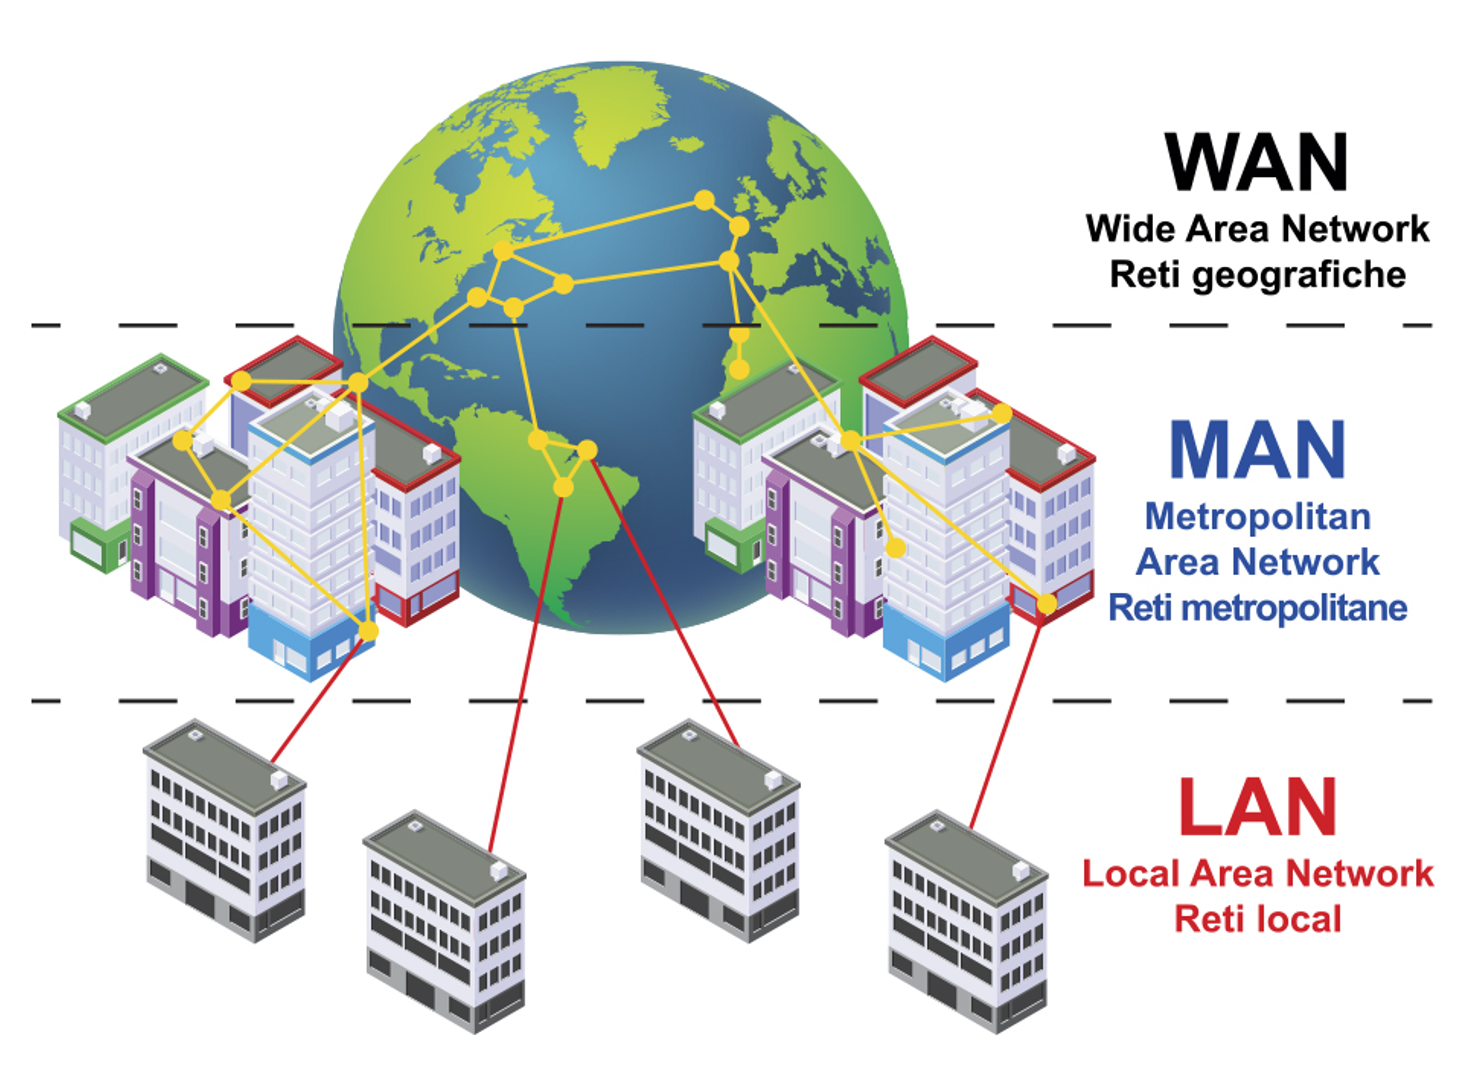 WAN
Wide Area Network
Reti geografiche
MAN
Metropolitan
Area Network
Reti metropolitane
LAN
Local Area Network
Reti local